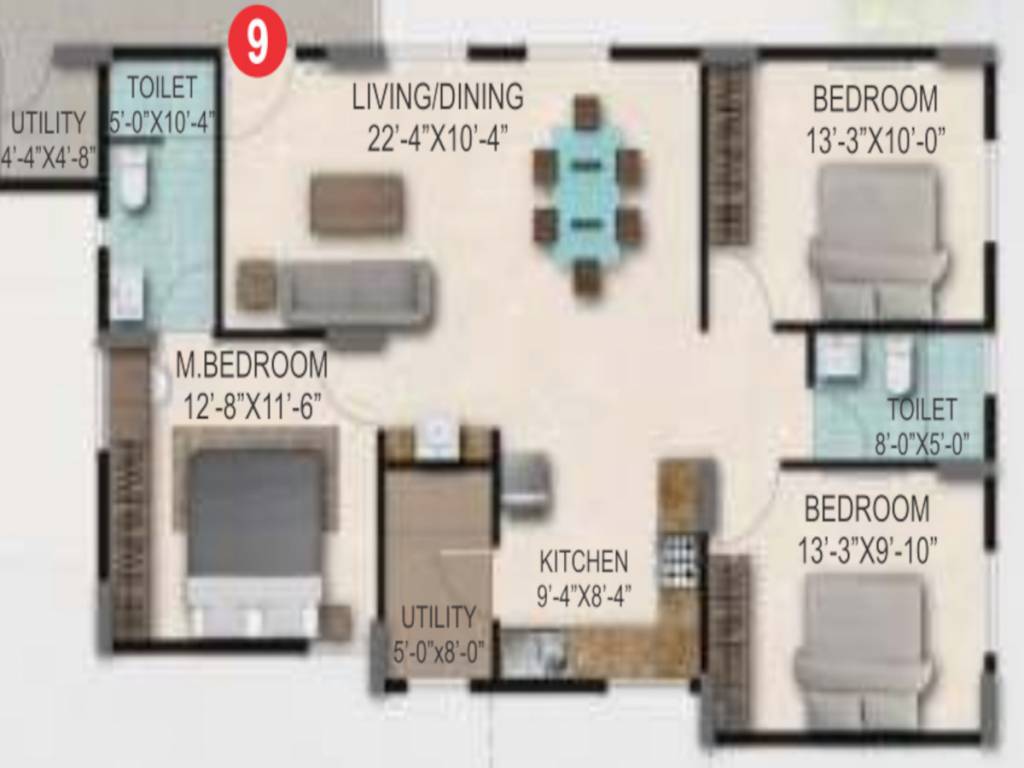 9
TOILET
5'-0"X10'-4"
UTILITY
4'-4"X4'-8"
LIVING/DINING
22'-4"X10'-4"
BEDROOM
13'-3"X10'-0"
M.BEDROOM
12'-8"X11'-6"
TOILET
8'-0"X5'-0"
BEDROOM
13'-3"X9'-10"
KITCHEN
9'-4"X8'-4"
UTILITY
5'-0"x8'-0"